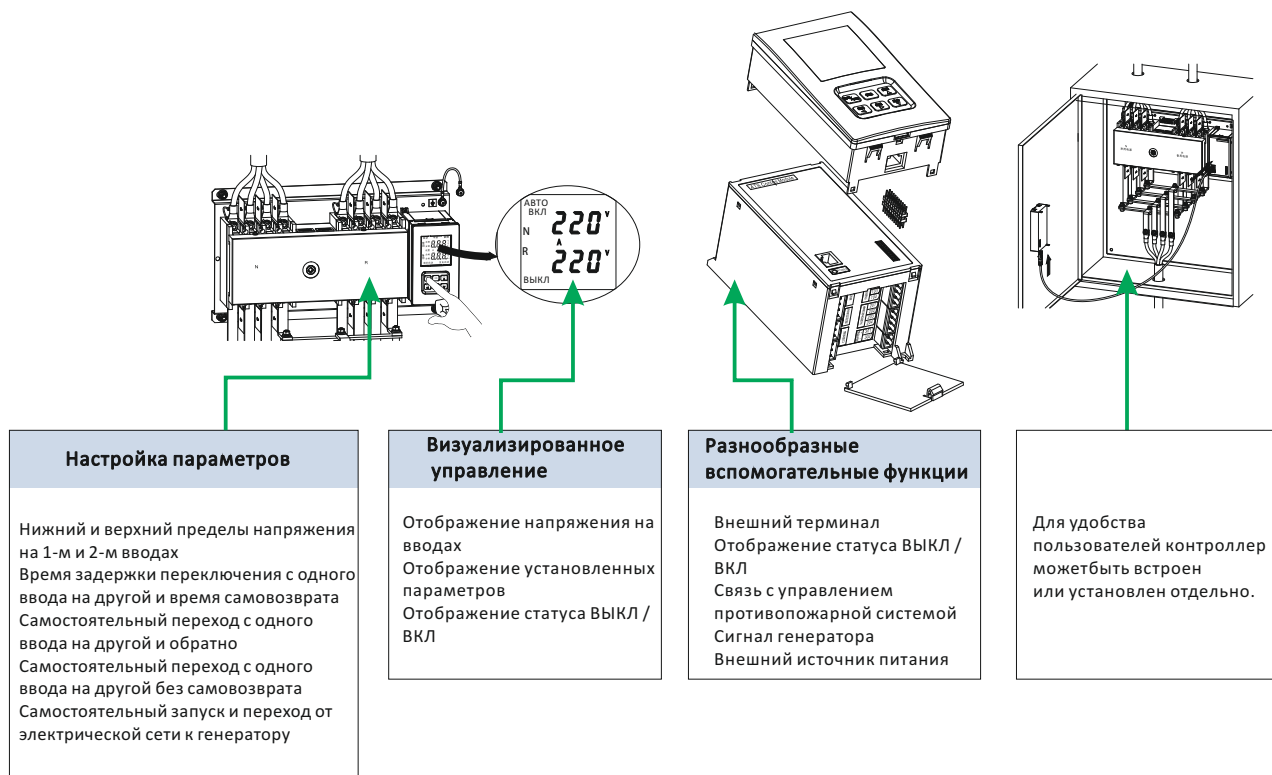 АВТО
ВКЛ
N 220 V
A
R 220 V
ВЫКЛ
N
R
Настройка параметров
Нижний и верхний пределы напряжения
на 1-м и 2-м вводах
Время задержки переключения с одного
ввода на другой и время самовозврата
Самостоятельный переход с одного
ввода на другой и обратно
Самостоятельный переход с одного
ввода на другой без самовозврата
Самостоятельный запуск и переход от
электрической сети к генератору
Визуализированное
управление
Отображение напряжения на
вводах
Отображение установленных
параметров
Отображение статуса ВЫКЛ /
ВКЛ
Разнообразные
вспомогательные функции
Внешний терминал
Отображение статуса ВЫКЛ /
ВКЛ
Связь с управлением
противопожарной системой
Сигнал генератора
Внешний источник питания
Для удобства
пользователей контроллер
можетбыть встроен
или установлен отдельно.